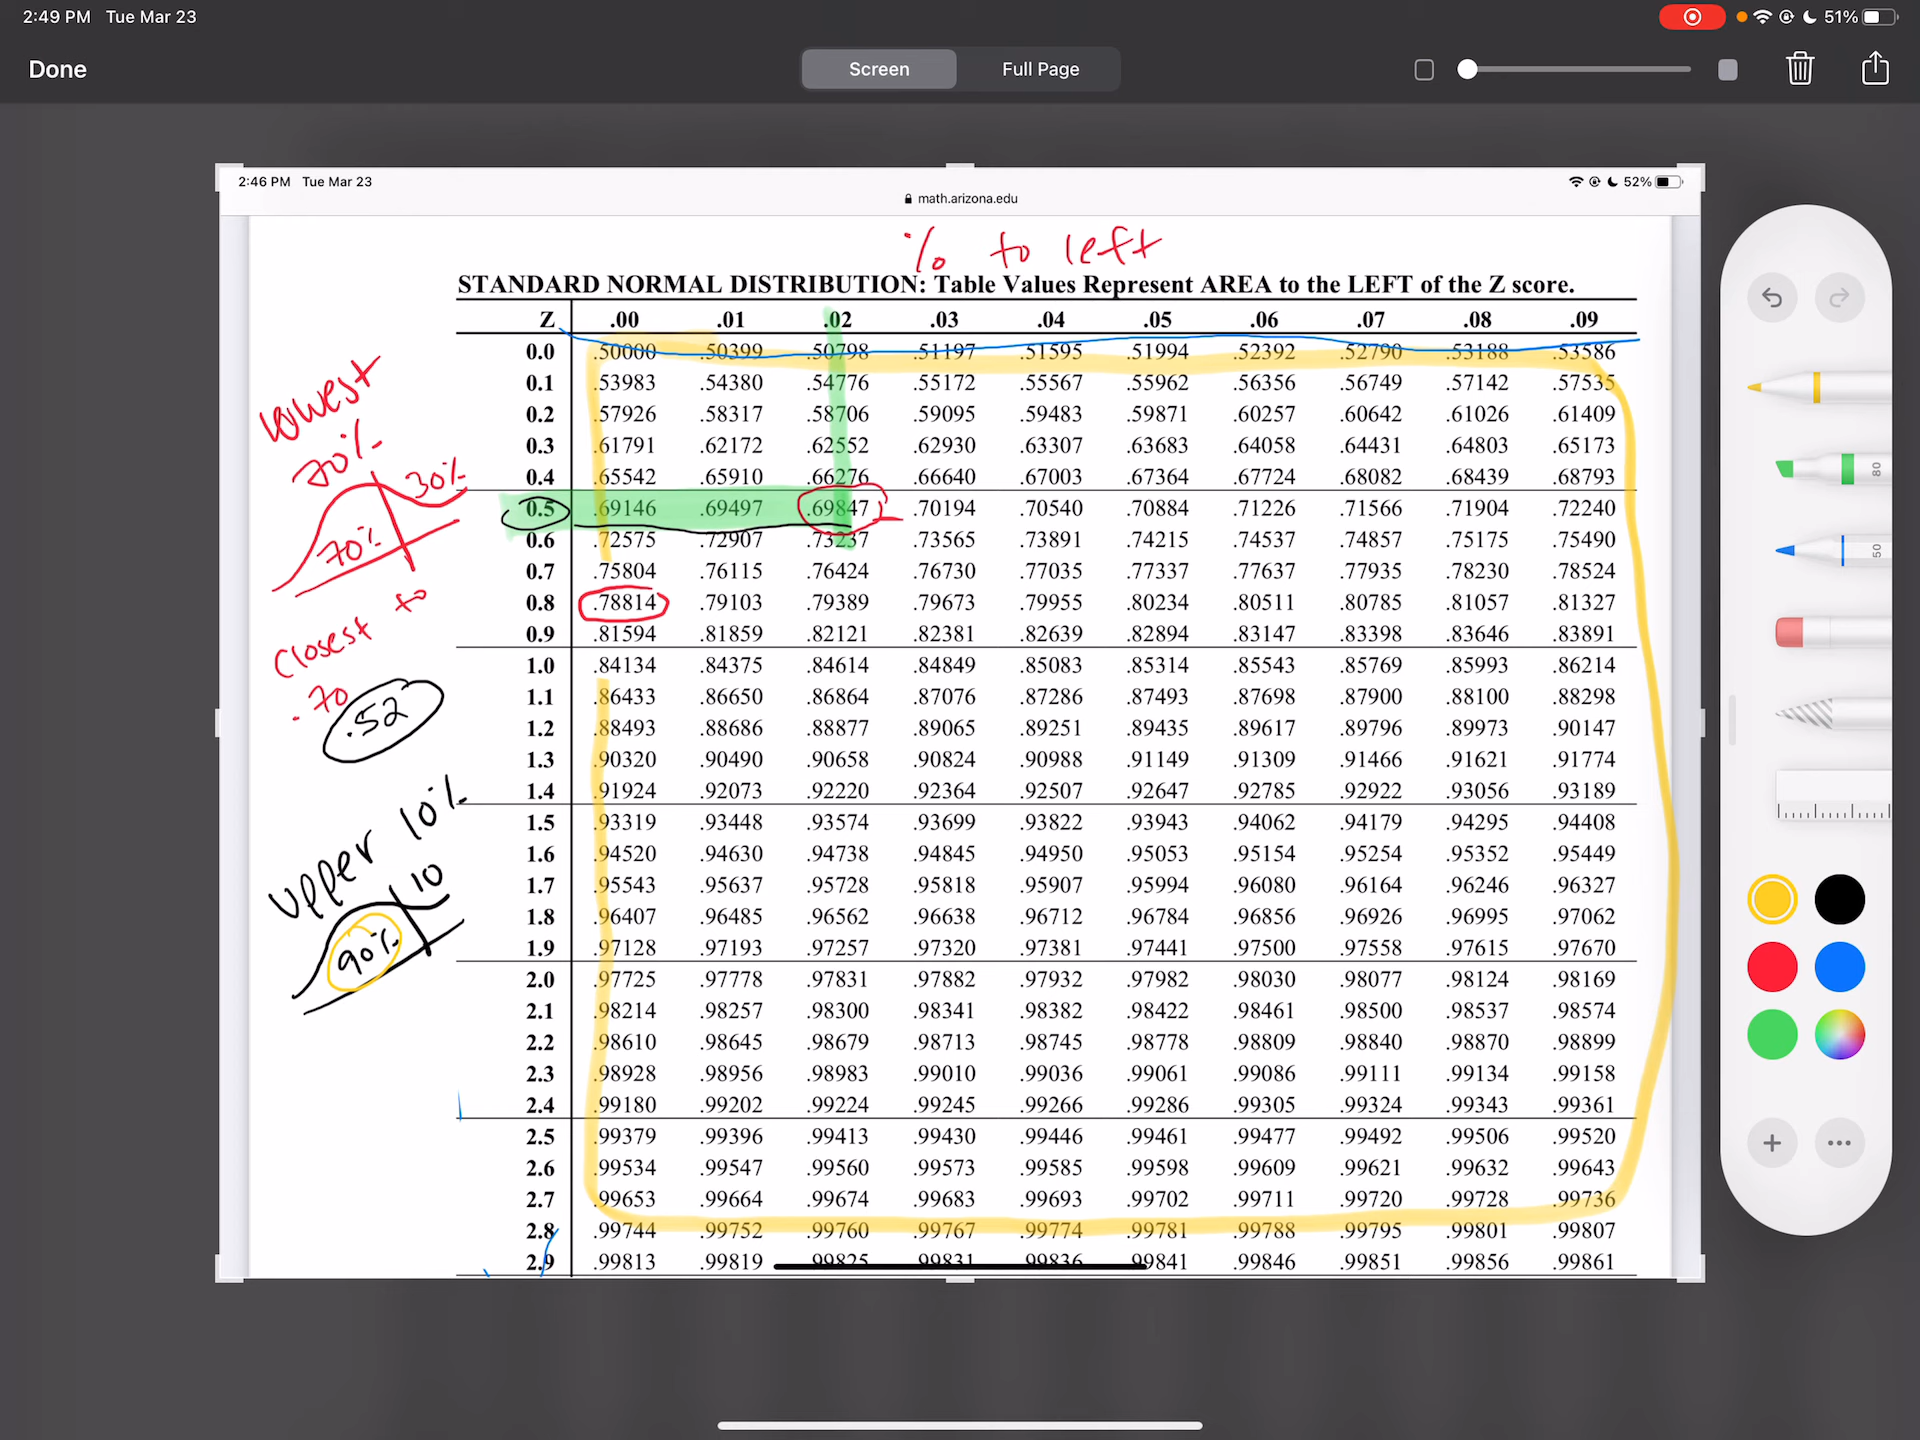 2:49 PM Tue Mar 23
51%
Done
Screen
Full Page
2:46 PM Tue Mar 23
52%
math.arizona.edu
% to left
STANDARD NORMAL DISTRIBUTION: Table Values Represent AREA to the LEFT of the Z score.
Z .00 .01 .02 .03 .04 .05 .06 .07 .08 .09
0.0 .50000 .50399 .50798 .51197 .51595 .51994 .52392 .52790 .53188 .53586
0.1 .53983 .54380 .54776 .55172 .55567 .55962 .56356 .56749 .57142 .57535
0.2 .57926 .58317 .58706 .59095 .59483 .59871 .60257 .60642 .61026 .61409
0.3 .61791 .62172 .62552 .62930 .63307 .63683 .64058 .64431 .64803 .65173
0.4 .65542 .65910 .66276 .66640 .67003 .67364 .67724 .68082 .68439 .68793
0.5 .69146 .69497 .69847 .70194 .70540 .70884 .71226 .71566 .71904 .72240
0.6 .72575 .72907 .73237 .73565 .73891 .74215 .74537 .74857 .75175 .75490
0.7 .75804 .76115 .76424 .76730 .77035 .77337 .77637 .77935 .78230 .78524
0.8 .78814 .79103 .79389 .79673 .79955 .80234 .80511 .80785 .81057 .81327
0.9 .81594 .81859 .82121 .82381 .82639 .82894 .83147 .83398 .83646 .83891
1.0 .84134 .84375 .84614 .84849 .85083 .85314 .85543 .85769 .85993 .86214
1.1 .86433 .86650 .86864 .87076 .87286 .87493 .87698 .87900 .88100 .88298
1.2 .88493 .88686 .88877 .89065 .89251 .89435 .89617 .89796 .89973 .90147
1.3 .90320 .90490 .90658 .90824 .90988 .91149 .91309 .91466 .91621 .91774
1.4 .91924 .92073 .92220 .92364 .92507 .92647 .92785 .92922 .93056 .93189
1.5 .93319 .93448 .93574 .93699 .93822 .93943 .94062 .94179 .94295 .94408
1.6 .94520 .94630 .94738 .94845 .94950 .95053 .95154 .95254 .95352 .95449
1.7 .95543 .95637 .95728 .95818 .95907 .95994 .96080 .96164 .96246 .96327
1.8 .96407 .96485 .96562 .96638 .96712 .96784 .96856 .96926 .96995 .97062
1.9 .97128 .97193 .97257 .97320 .97381 .97441 .97500 .97558 .97615 .97670
2.0 .97725 .97778 .97831 .97882 .97932 .97982 .98030 .98077 .98124 .98169
2.1 .98214 .98257 .98300 .98341 .98382 .98422 .98461 .98500 .98537 .98574
2.2 .98610 .98645 .98679 .98713 .98745 .98778 .98809 .98840 .98870 .98899
2.3 .98928 .98956 .98983 .99010 .99036 .99061 .99086 .99111 .99134 .99158
2.4 .99180 .99202 .99224 .99245 .99266 .99286 .99305 .99324 .99343 .99361
2.5 .99379 .99396 .99413 .99430 .99446 .99461 .99477 .99492 .99506 .99520
2.6 .99534 .99547 .99560 .99573 .99585 .99598 .99609 .99621 .99632 .99643
2.7 .99653 .99664 .99674 .99683 .99693 .99702 .99711 .99720 .99728 .99736
2.8 .99744 .99752 .99760 .99767 .99774 .99781 .99788 .99795 .99801 .99807
2.9 .99813 .99819 .99825 .99831 .99836 .99841 .99846 .99851 .99856 .99861
lowest
70%
30%
70%
closest to
.70
.52
upper 10%
10
90%
80
50